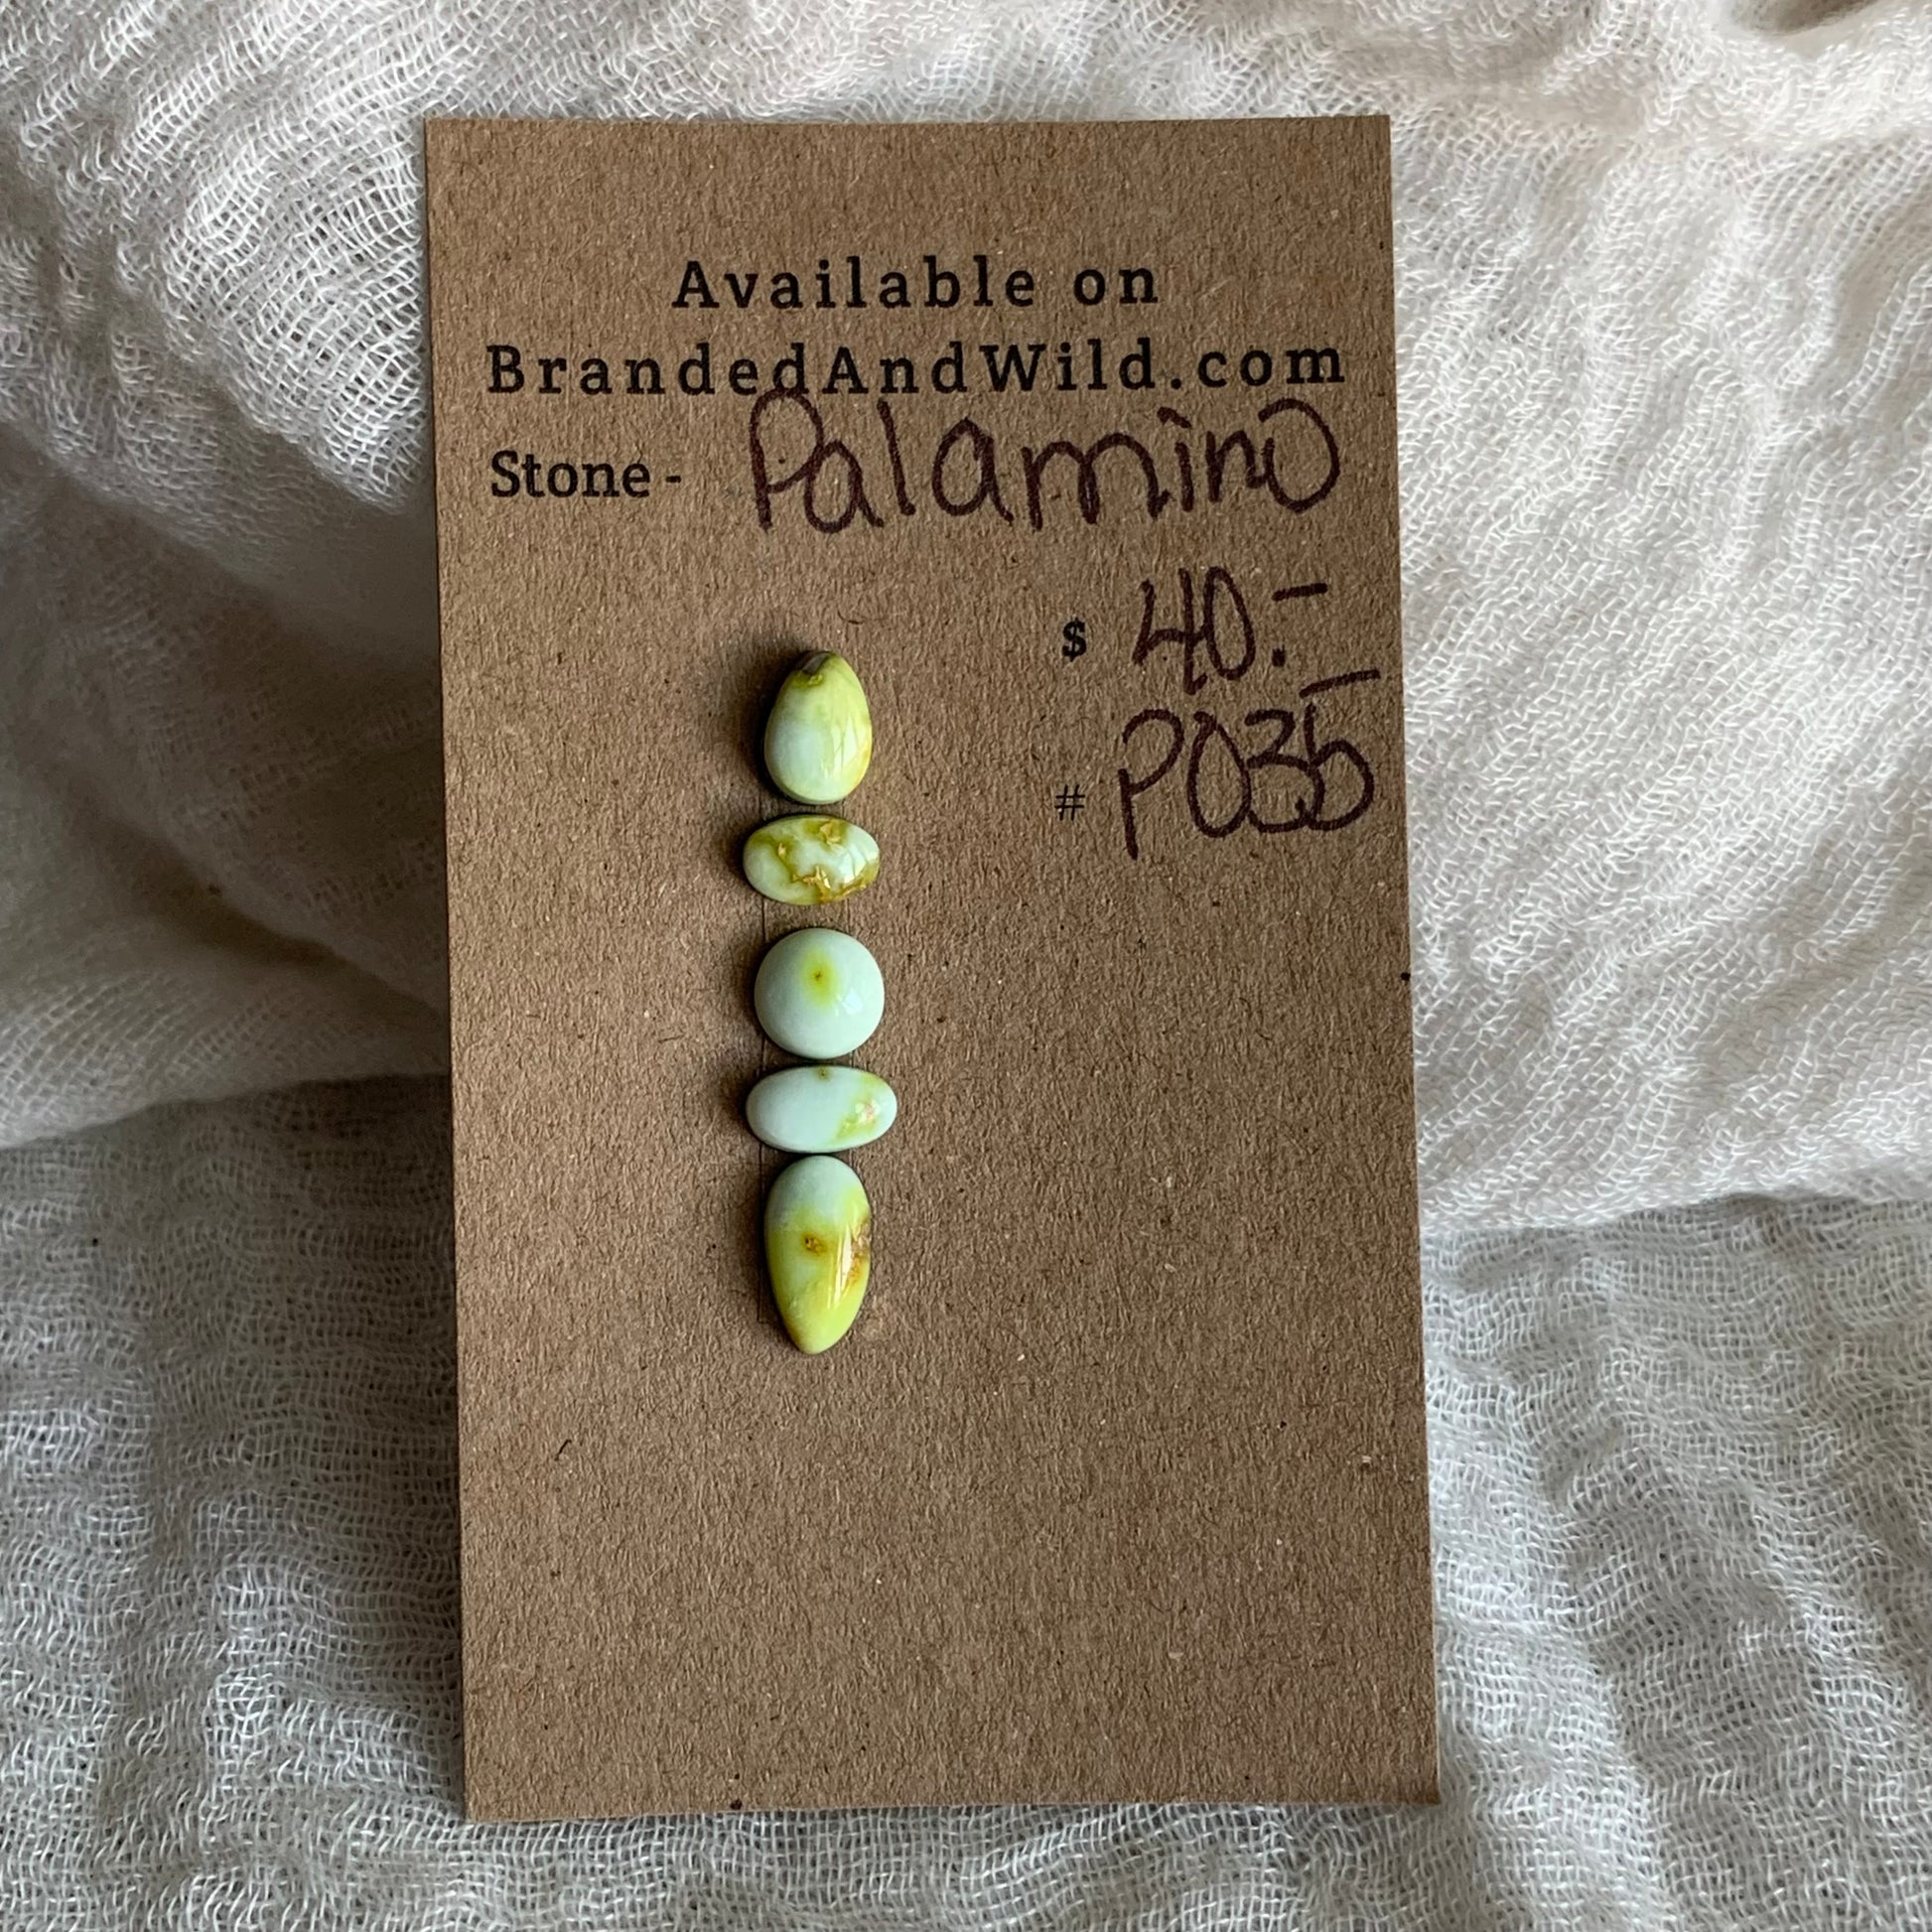 Available on
BrandedAndWild.com
Stone - Palamino
$ 40.-
# P035